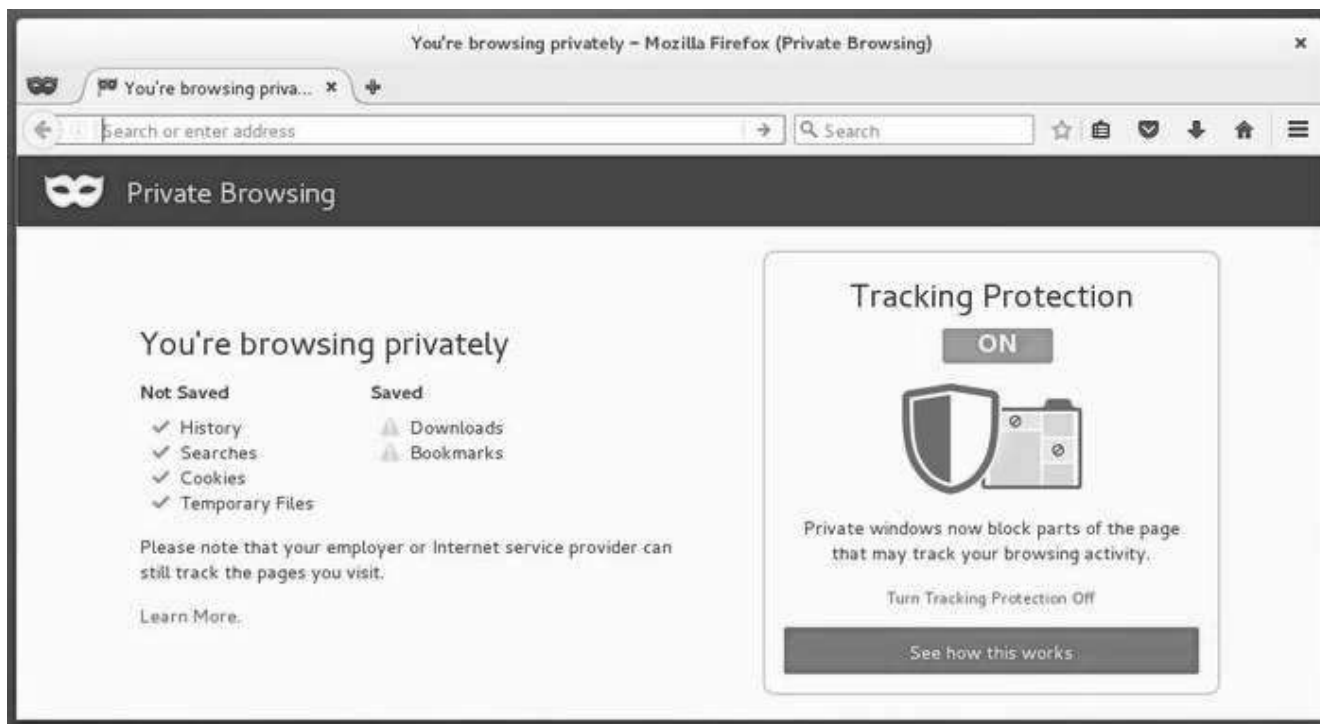 You're browsing privately – Mozilla Firefox (Private Browsing)
You're browsing priva...
Search or enter address
Search
Private Browsing
You're browsing privately
Not Saved
Saved
History
Downloads
Searches
Bookmarks
Cookies
Temporary Files
Please note that your employer or Internet service provider can
still track the pages you visit.
Learn More.
Tracking Protection
ON
Private windows now block parts of the page
that may track your browsing activity.
Turn Tracking Protection Off
See how this works